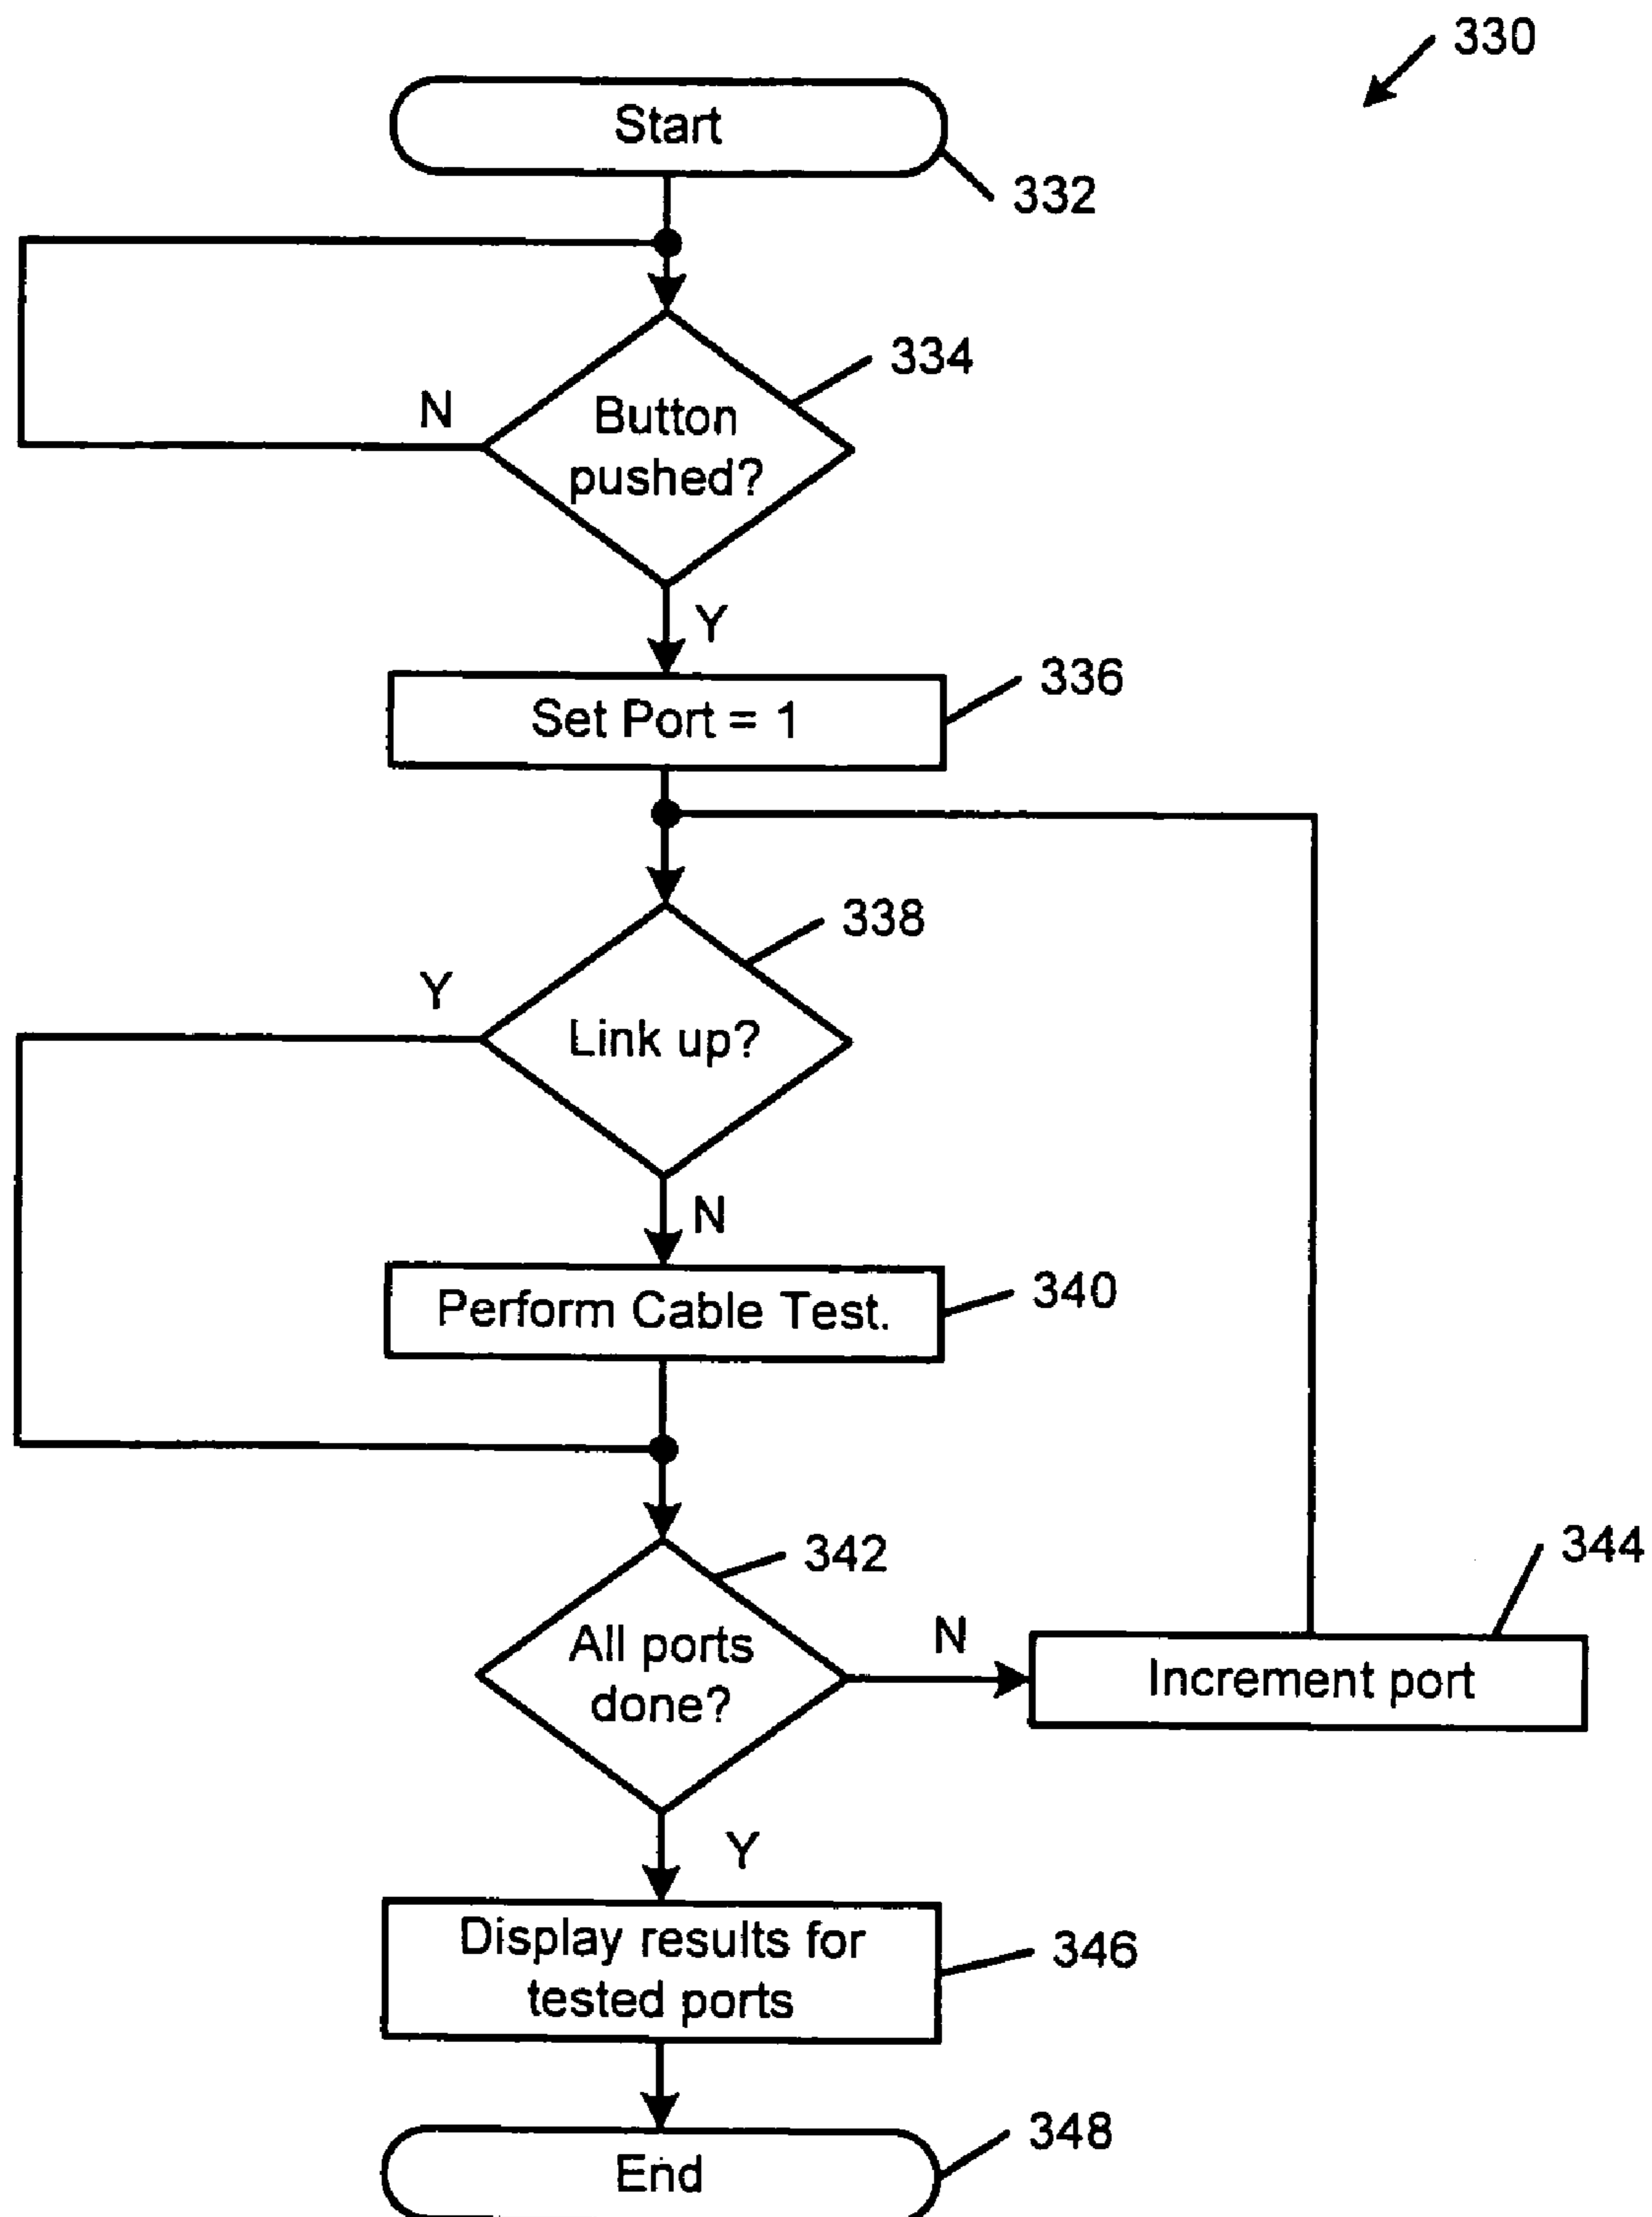 330
Start
332
334
N
Button
pushed?
Y
336
Set Port = 1
338
Y
Link up?
N
340
Perform Cable Test.
342
344
All ports
done?
N
Increment port
Y
Display results for
tested ports
346
348
End